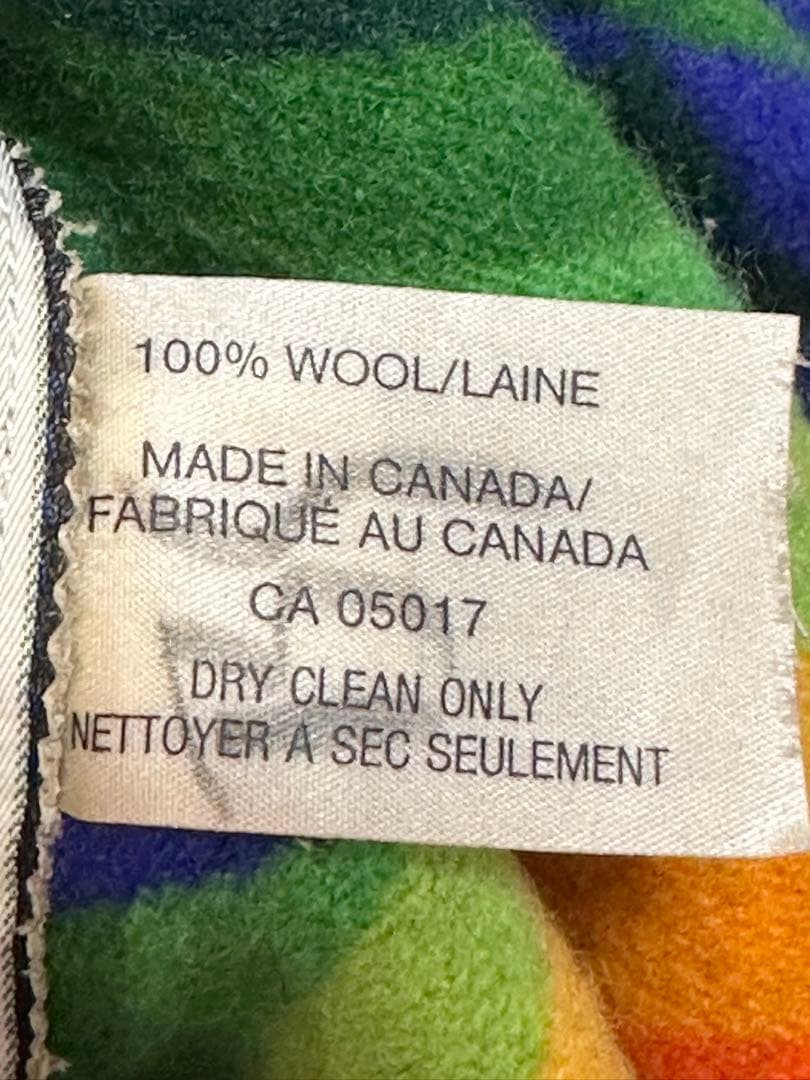 100% WOOL/LAINE
MADE IN CANADA/
FABRIQUÉ AU CANADA
CA 05017
DRY CLEAN ONLY
NETTOYER A SEC SEULEMENT